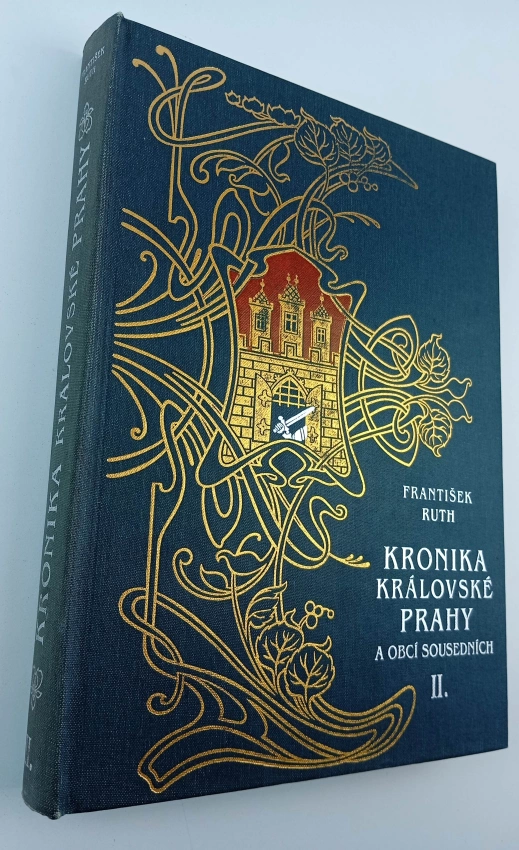 FRANTIŠEK
RUTH
KRONIKA KRÁLOVSKÉ PRAHY
II.
FRANTIŠEK
RUTH
KRONIKA
KRÁLOVSKÉ
PRAHY
A OBCÍ SOUSEDNÍCH
II.